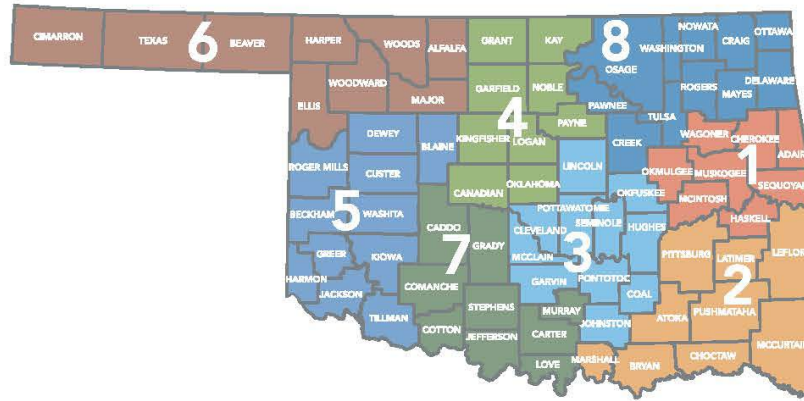 CIMARRON
TEXAS
BEAVER
HARPER
WOODS
ALFALFA
GRANT
KAY
6
8
OSAGE
WASHINGTON
NOWATA
CRAIG
OTTAWA
ELLIS
WOODWARD
MAJOR
GARFIELD
NOBLE
PAWNEE
ROGERS
MAYES
DELAWARE
TULSA
DEWEY
BLAINE
KINGFISHER
4
LOGAN
PAYNE
CREEK
WAGONER
CHEROKEE
ADAIR
ROGER MILLS
CUSTER
CANADIAN
OKLAHOMA
LINCOLN
OKFUSKEE
OKMULGEE
MUSKOGEE
1
SEQUOYAH
MCINTOSH
HASKELL
BECKHAM
WASHITA
5
CADDO
GRADY
CLEVELAND
POTTAWATOMIE
SEMINOLE
HUGHES
PITTSBURG
LATIMER
LEFLORE
GREER
KIOWA
7
MCCLAIN
3
2
HARMON
JACKSON
COMANCHE
GARVIN
PONTOTOC
COAL
PUSHMATAHA
TILLMAN
STEPHENS
MURRAY
ATOKA
COTTON
JEFFERSON
CARTER
JOHNSTON
MCCURTAIN
LOVE
MARSHALL
BRYAN
CHOCTAW